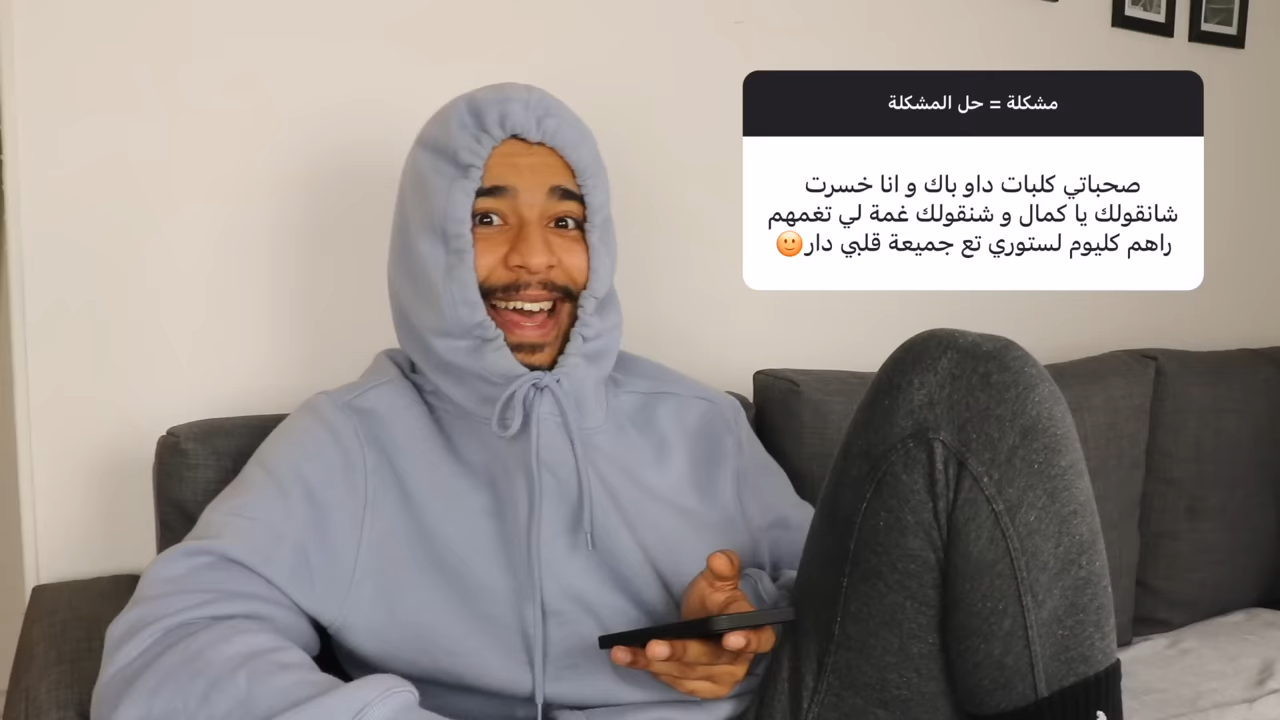 مشكلة = حل المشكلة
صحباتي كلبات داو باك و انا خسرت
شانقولك يا كمال و شنقولك غمة لي تغمهم
راهم كليوم لستوري تع جميعة قلبي دار🙂